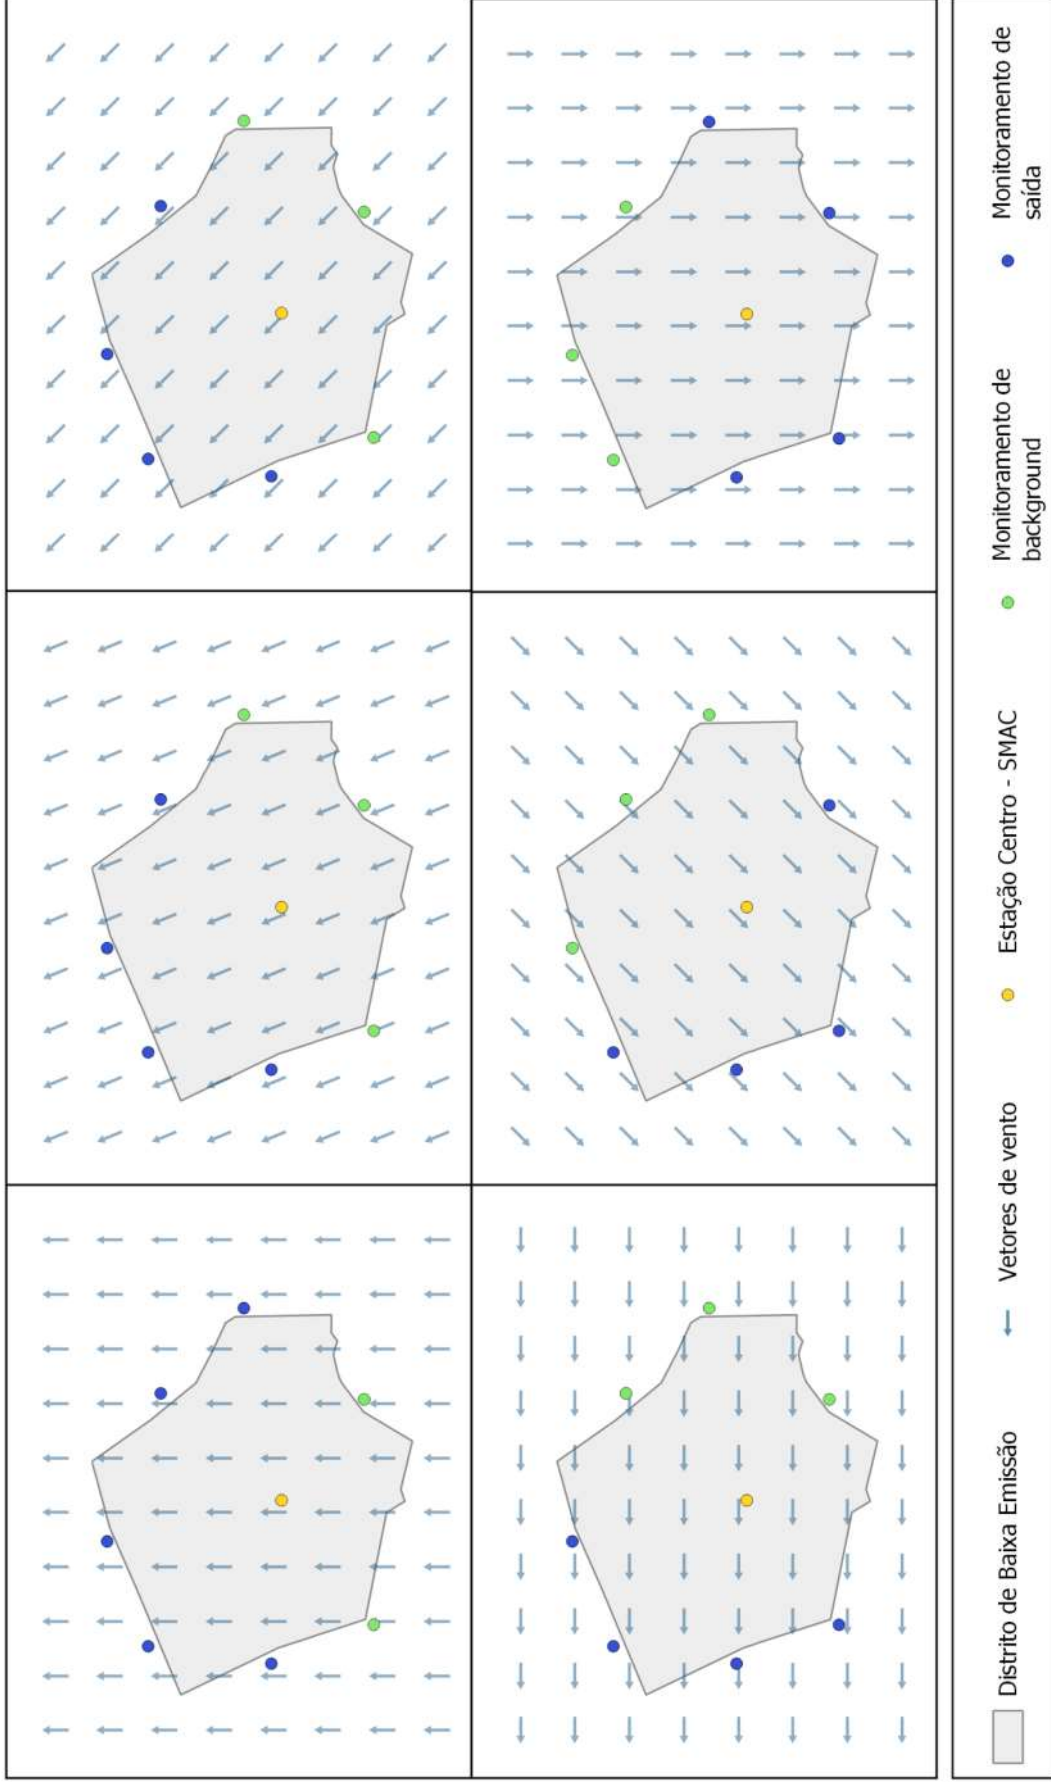 Distrito de Baixa Emissão
Vetores de vento
Estação Centro - SMAC
Monitoramento de
background
Monitoramento de
saída